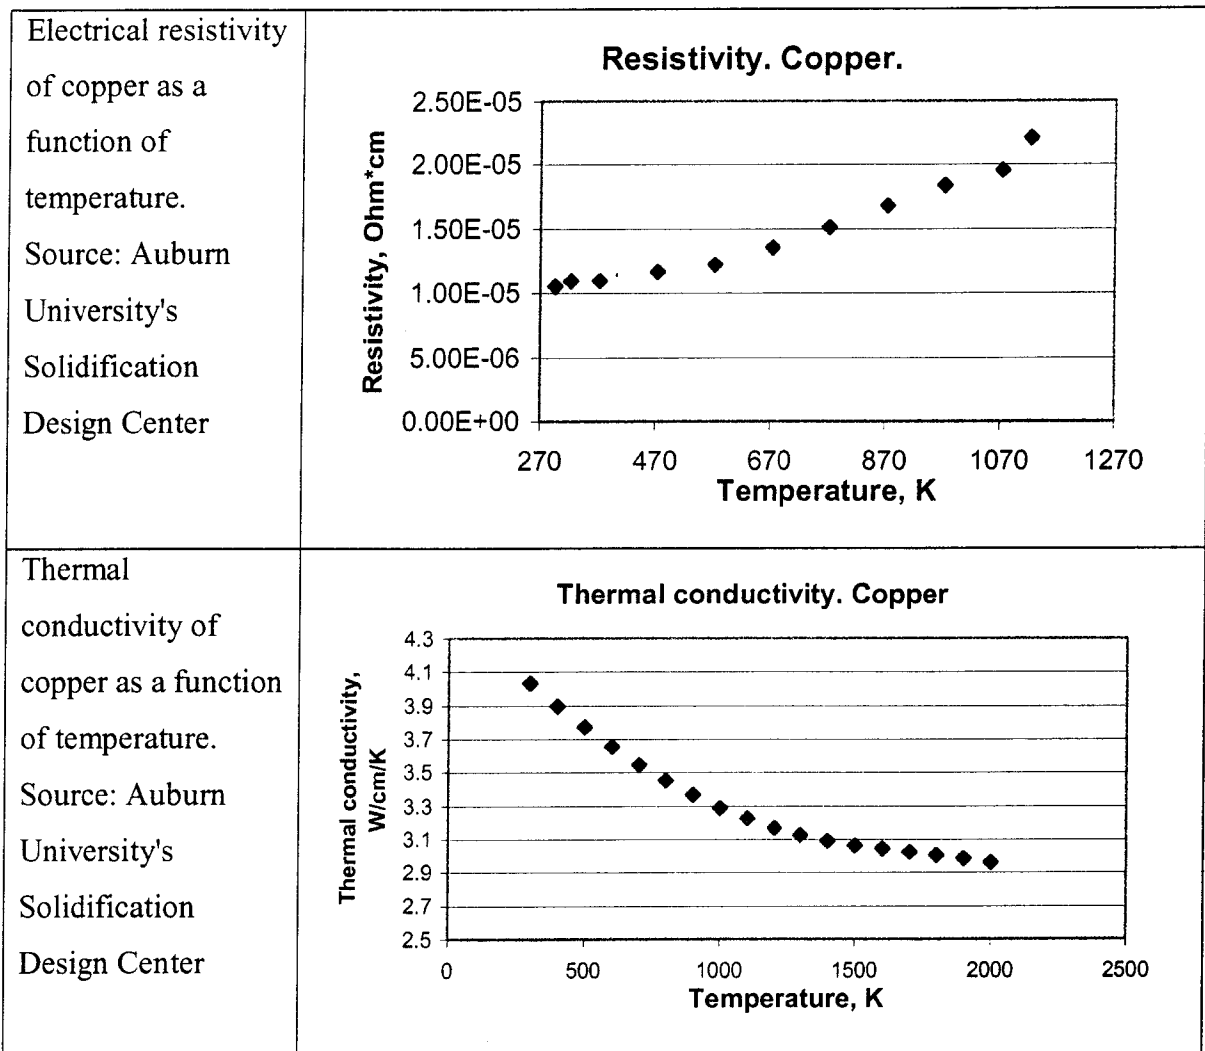 Electrical resistivity
of copper as a
function of
temperature.
Source: Auburn
University's
Solidification
Design Center
Resistivity. Copper.
Resistivity, Ohm*cm
2.50E-05
2.00E-05
1.50E-05
1.00E-05
5.00E-06
0.00E+00
270 470 670 870 1070 1270
Temperature, K
Thermal
conductivity of
copper as a function
of temperature.
Source: Auburn
University's
Solidification
Design Center
Thermal conductivity. Copper
Thermal conductivity,
W/cm/K
4.3
4.1
3.9
3.7
3.5
3.3
3.1
2.9
2.7
2.5
0 500 1000 1500 2000 2500
Temperature, K